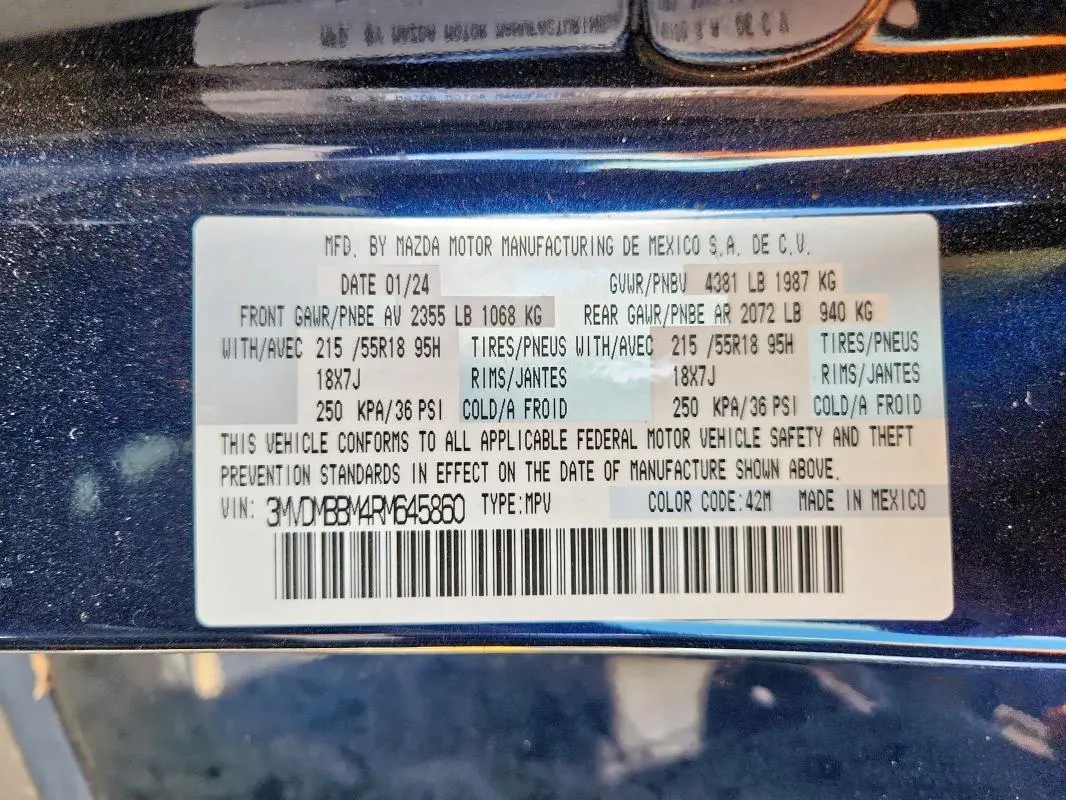 MFD. BY MAZDA MOTOR MANUFACTURING DE MEXICO S.A. DE C.V.
DATE 01/24 GVWR/PNBV 4381 LB 1987 KG
FRONT GAWR/PNBE AV 2355 LB 1068 KG REAR GAWR/PNBE AR 2072 LB 940 KG
WITH/AVEC 215 /55R18 95H TIRES/PNEUS WITH/AVEC 215 /55R18 95H TIRES/PNEUS
18X7J RIMS/JANTES 18X7J RIMS/JANTES
250 KPA/36 PSI COLD/A FROID 250 KPA/36 PSI COLD/A FROID
THIS VEHICLE CONFORMS TO ALL APPLICABLE FEDERAL MOTOR VEHICLE SAFETY AND THEFT
PREVENTION STANDARDS IN EFFECT ON THE DATE OF MANUFACTURE SHOWN ABOVE.
VIN: 3MVDMBBM4RM645860 TYPE:MPV COLOR CODE:42M MADE IN MEXICO